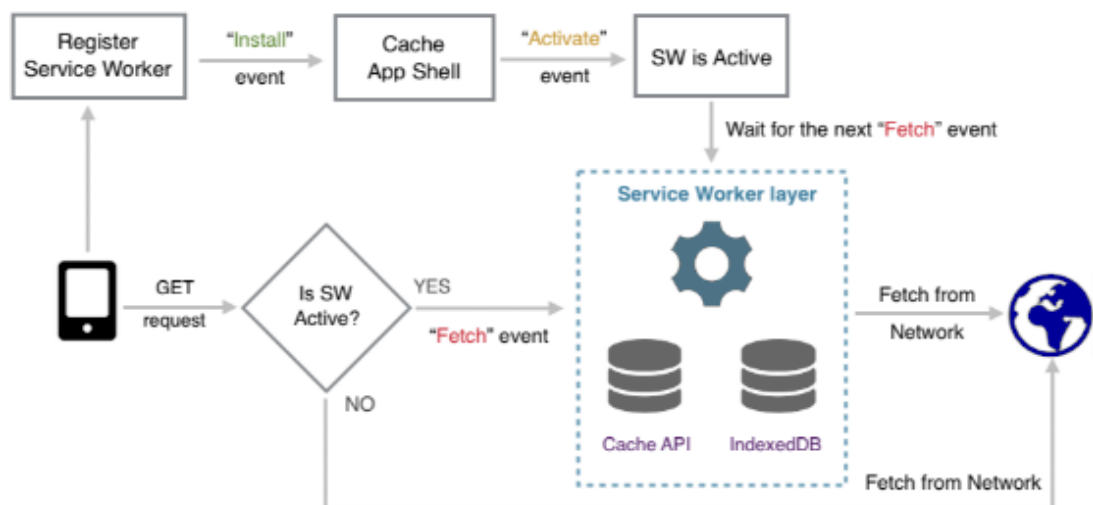 Register
Service Worker
“Install”
event
Cache
App Shell
“Activate”
event
SW is Active
Wait for the next “Fetch” event
Service Worker layer
GET
request
Is SW
Active?
YES
“Fetch” event
Fetch from
Network
NO
Cache API
IndexedDB
Fetch from Network